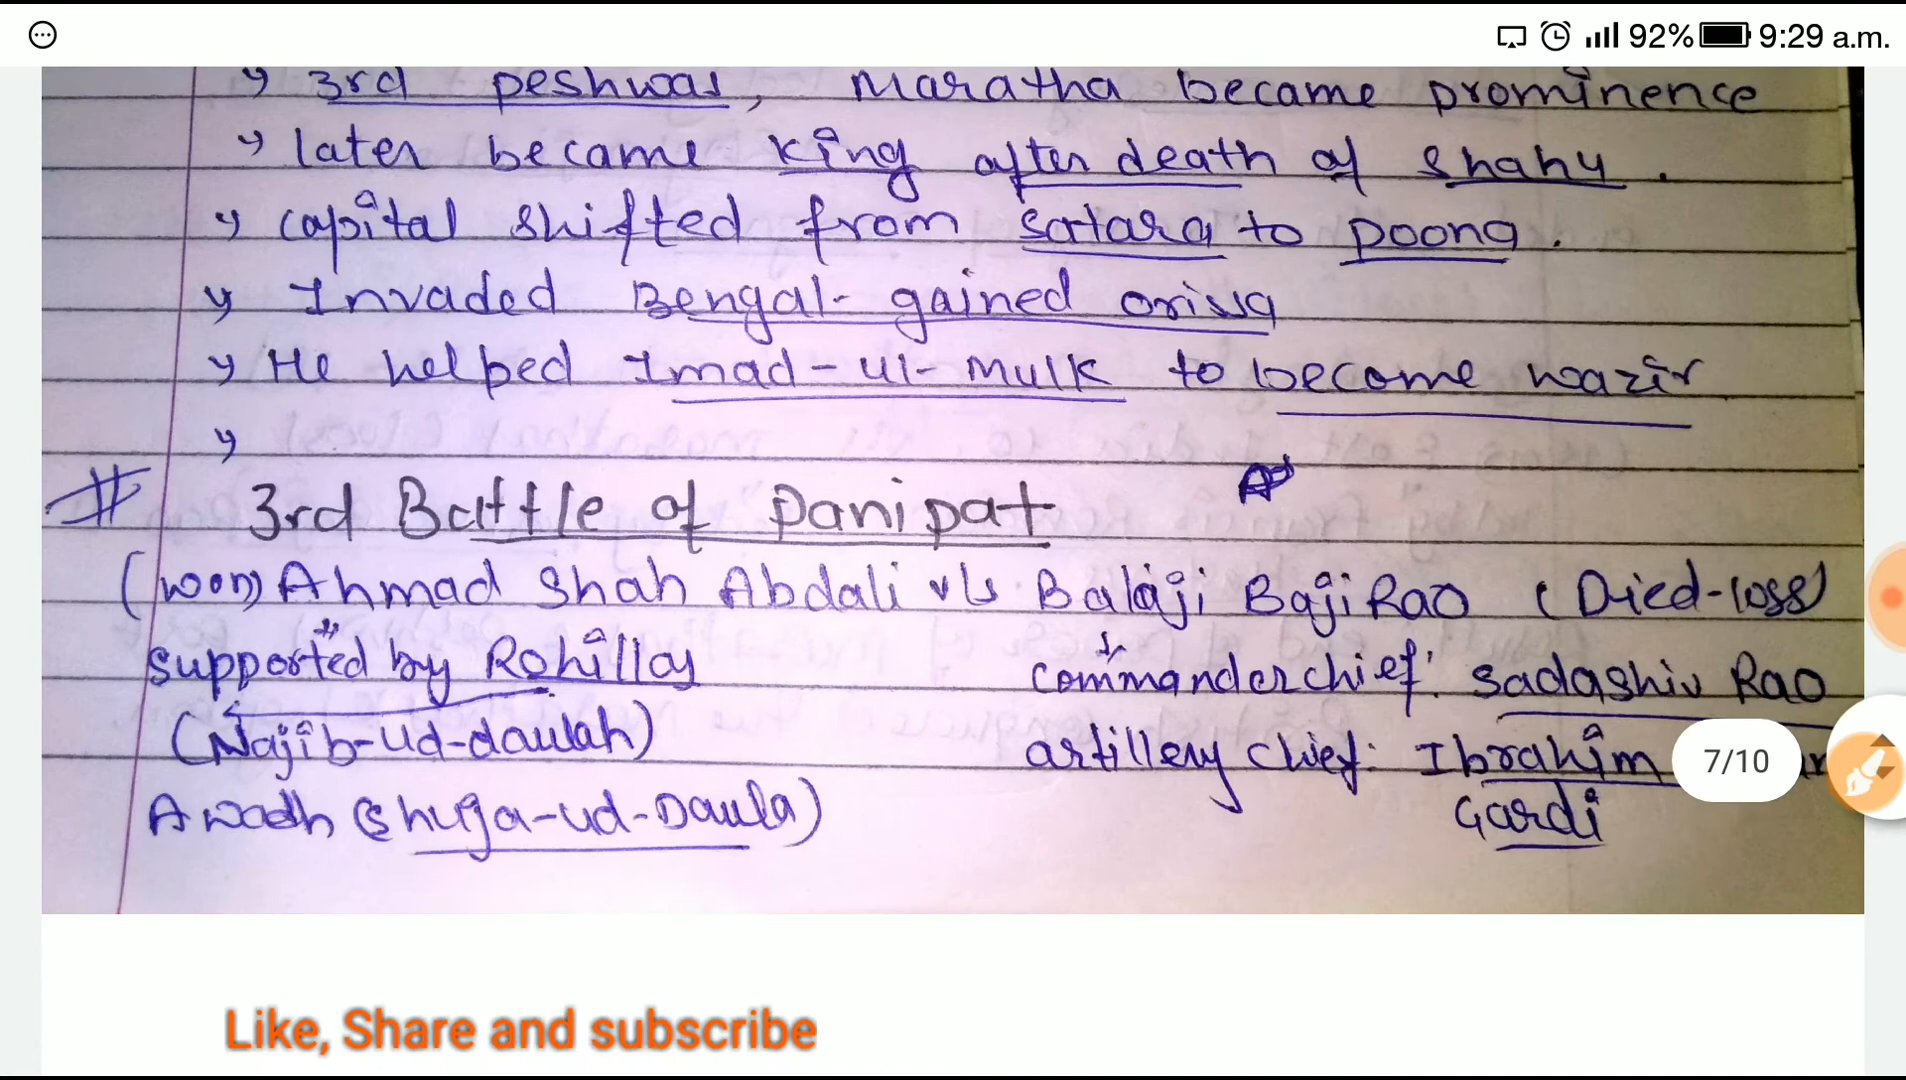 92% 9:29 a.m.
→ 3rd peshwas, Maratha became prominence
→ later became King after death of Shahu.
→ capital shifted from satara to poona.
→ Invaded Bengal- gained orissa
→ He helped Imad-ul-Mulk to become wazir
→
# 3rd Battle of Panipat
(won) Ahmad Shah Abdali v/s Balaji BajiRao (Died-loss)
supported by Rohillas commander chief: Sadashiv Rao
(Najib-ud-daulah) artillery chief: Ibrahim
Awadh (Shuja-ud-Daula) Gardi
7/10
Like, Share and subscribe